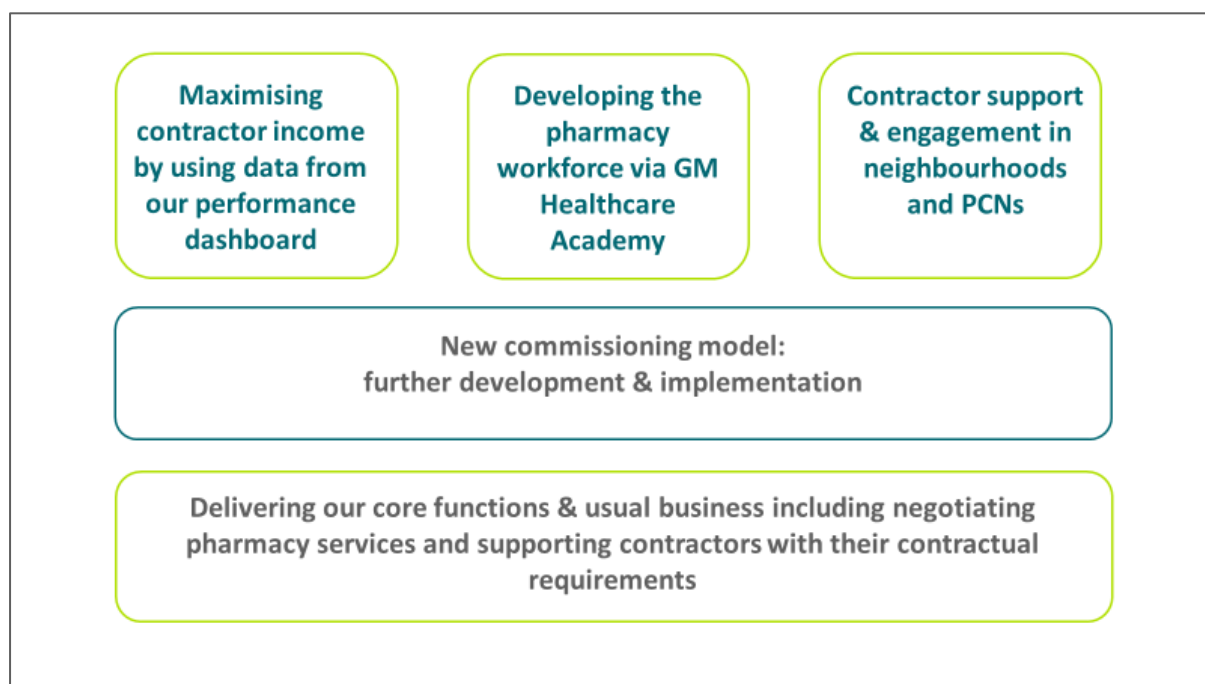 Maximising
contractor income
by using data from
our performance
dashboard
Developing the
pharmacy
workforce via GM
Healthcare
Academy
Contractor support
& engagement in
neighbourhoods
and PCNs
New commissioning model:
further development & implementation
Delivering our core functions & usual business including negotiating
pharmacy services and supporting contractors with their contractual
requirements